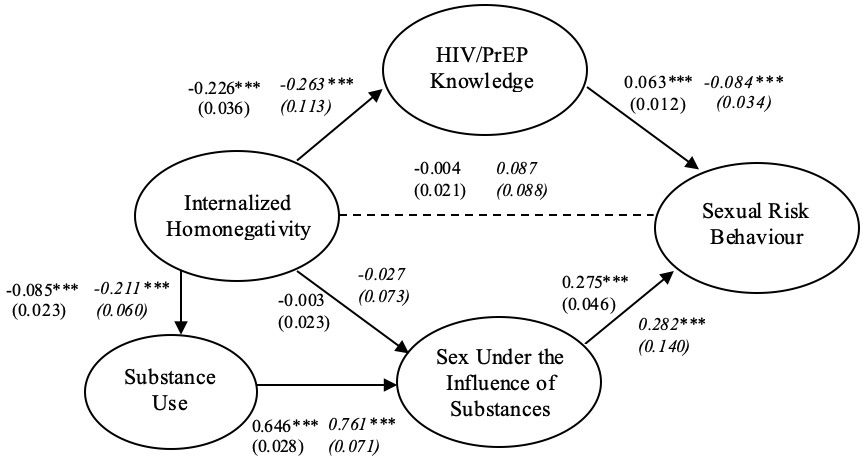 HIV/PrEP
Knowledge
-0.226*** -0.263***
(0.036) (0.113)
0.063*** -0.084***
(0.012) (0.034)
-0.004 0.087
(0.021) (0.088)
Internalized
Homonegativity
Sexual Risk
Behaviour
-0.085*** -0.211***
(0.023) (0.060)
-0.027
(0.073)
-0.003
(0.023)
0.275***
(0.046)
0.282***
(0.140)
Substance
Use
Sex Under the
Influence of
Substances
0.646*** 0.761***
(0.028) (0.071)